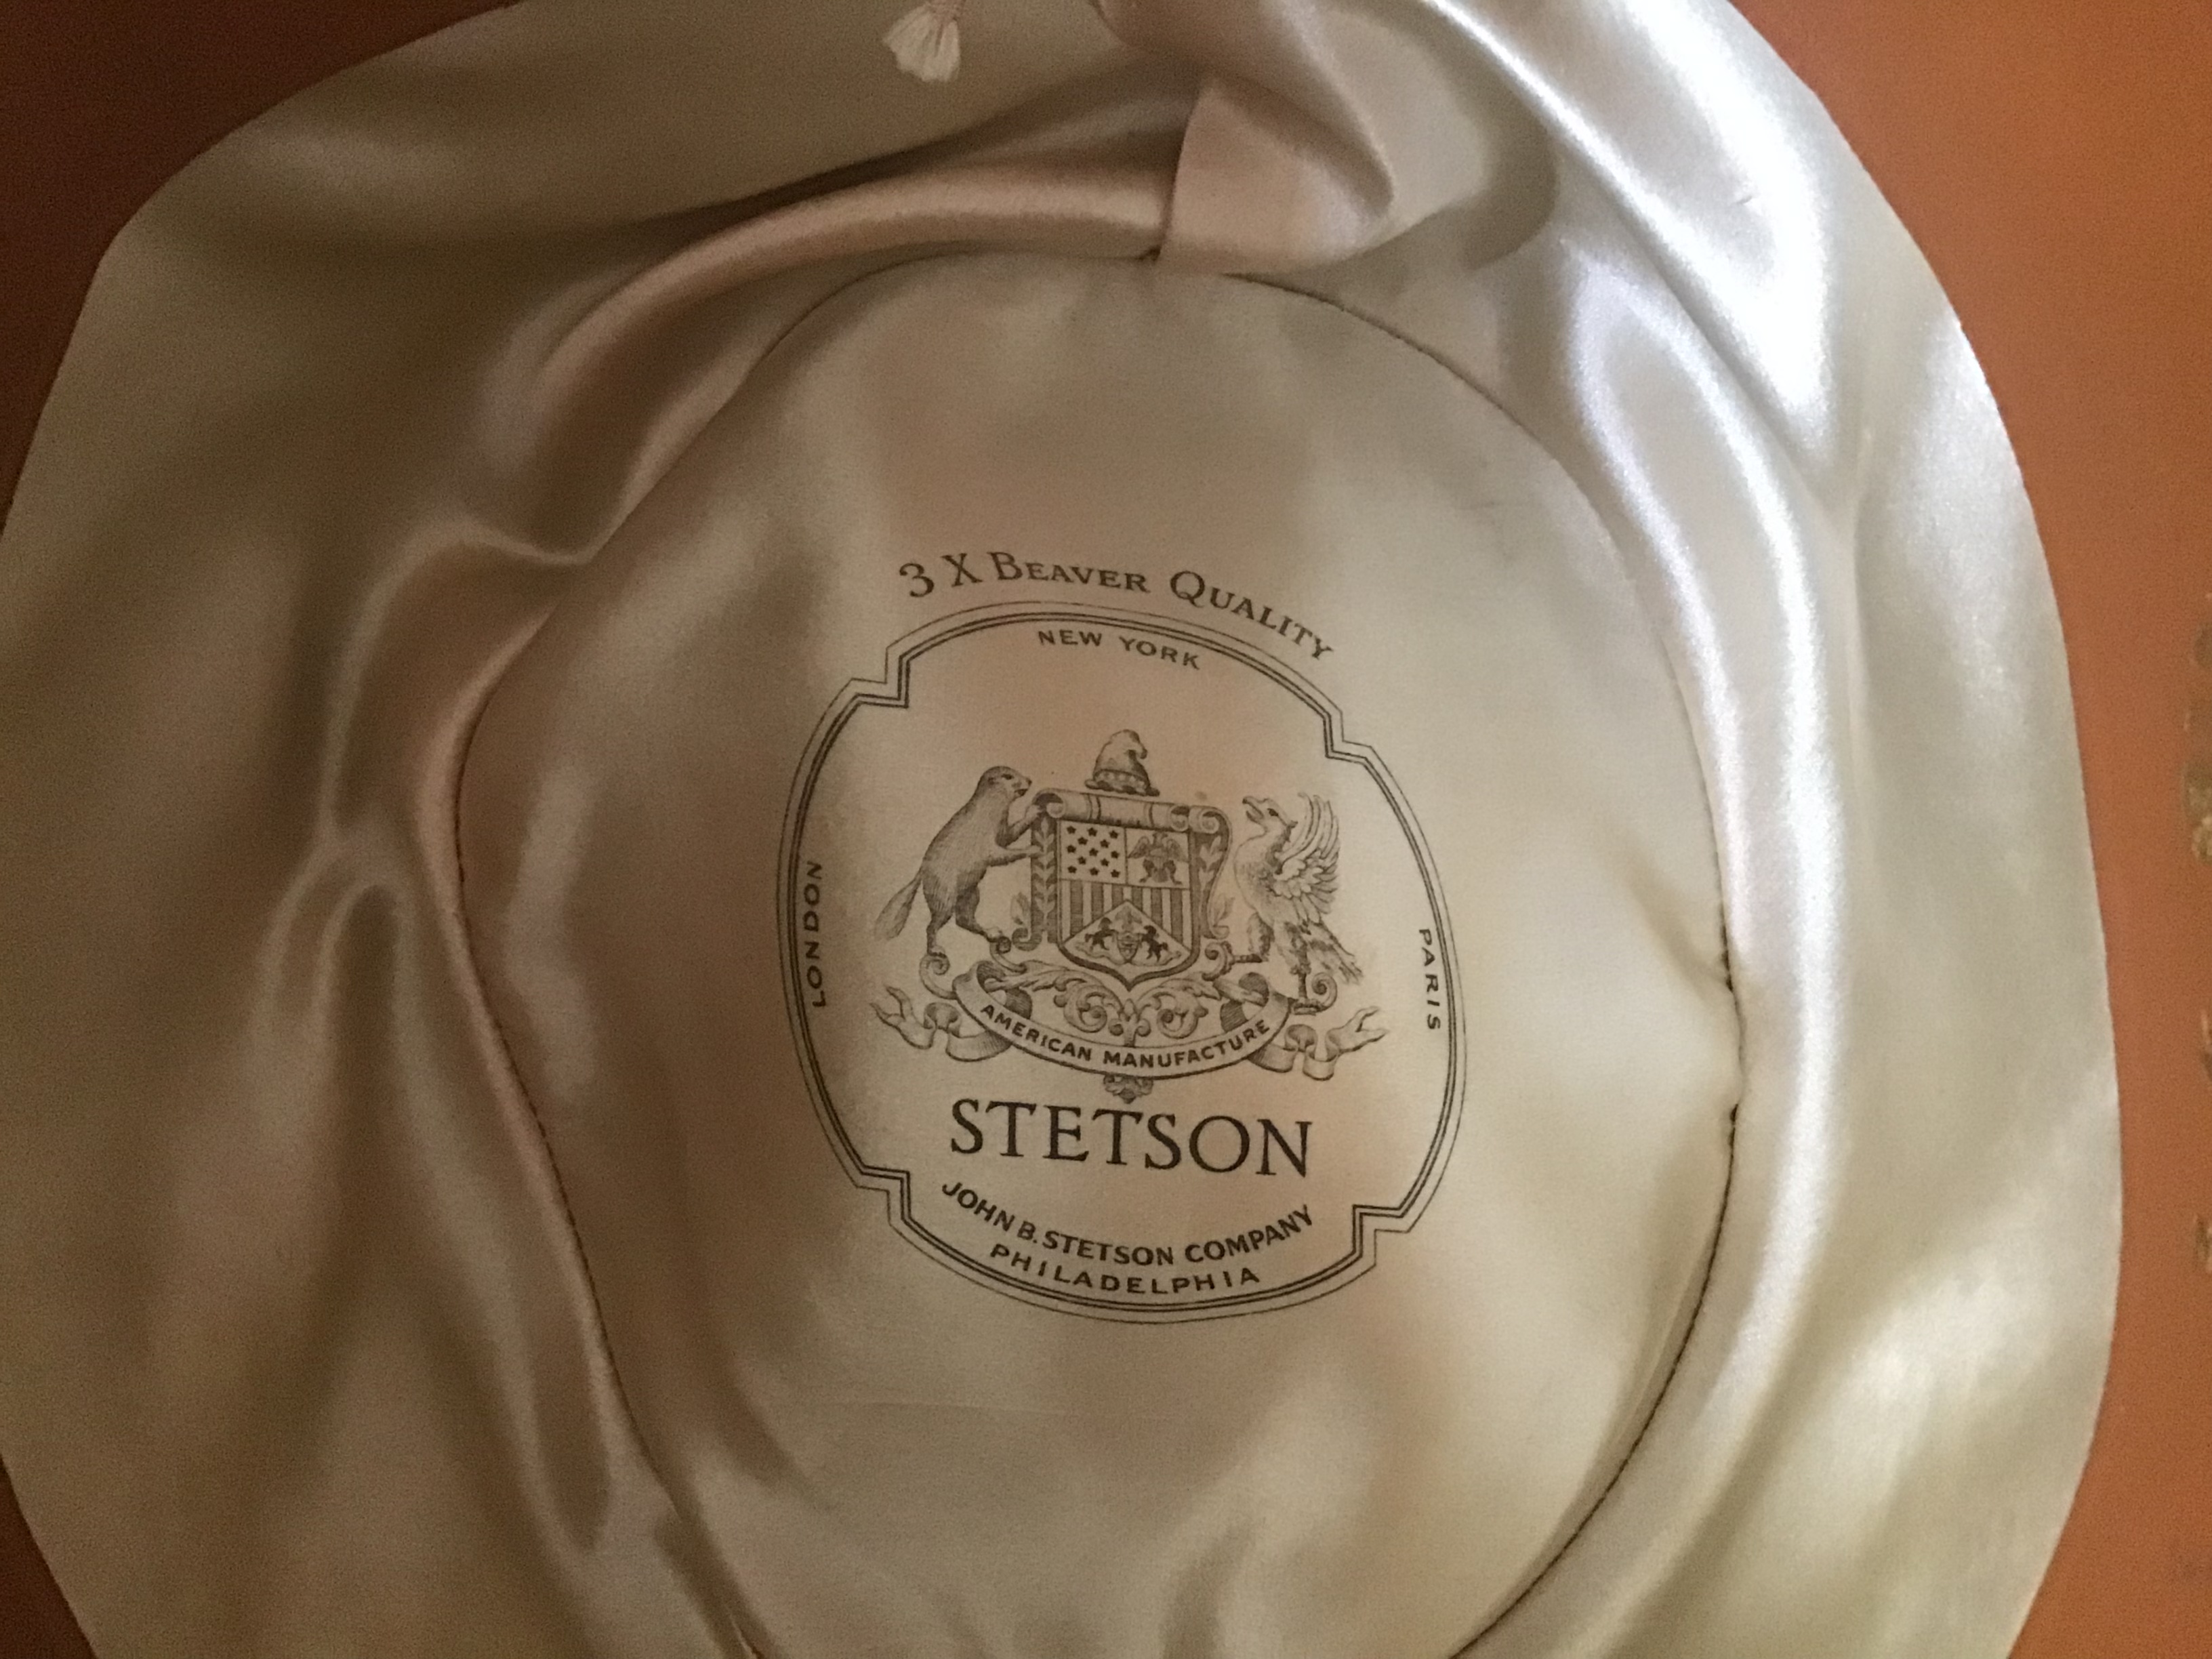 3 X BEAVER QUALITY
NEW YORK
LONDON
PARIS
AMERICAN MANUFACTURE
STETSON
JOHN B. STETSON COMPANY
PHILADELPHIA